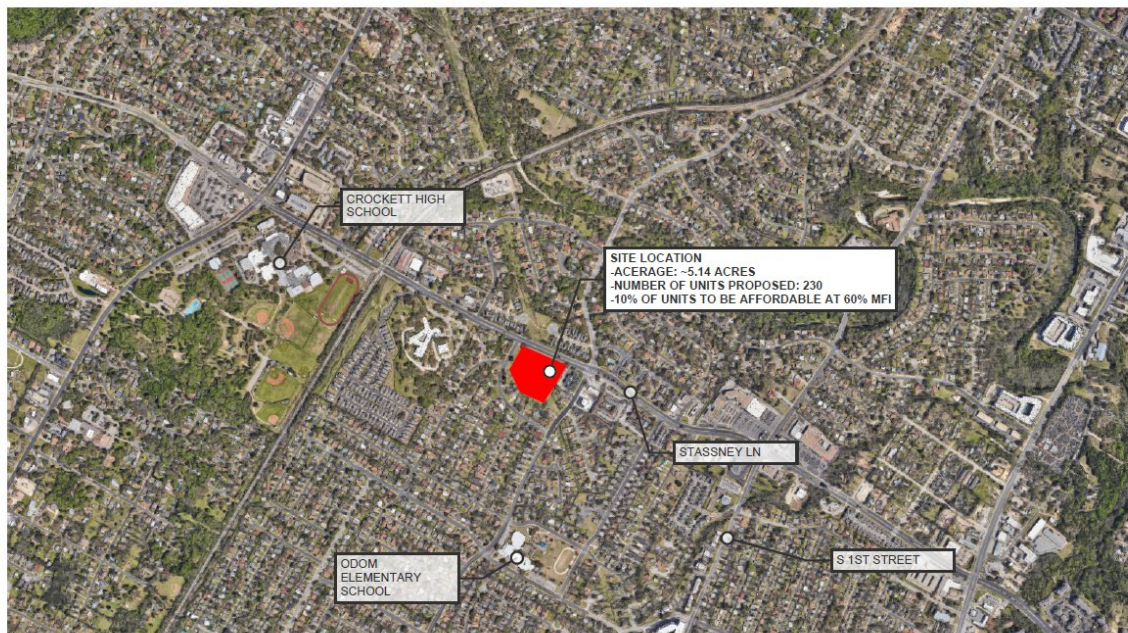 CROCKETT HIGH
SCHOOL
SITE LOCATION
-ACERAGE: ~5.14 ACRES
-NUMBER OF UNITS PROPOSED: 230
-10% OF UNITS TO BE AFFORDABLE AT 60% MFI
STASSNEY LN
ODOM
ELEMENTARY
SCHOOL
S 1ST STREET